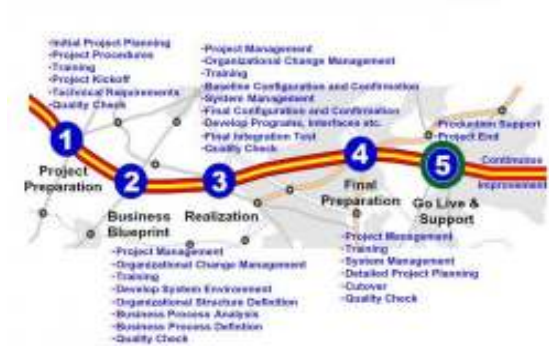 -Initial Project Planning
-Project Procedures
-Training
-Project Kickoff
-Technical Requirements
-Quality Check
-Project Management
-Organizational Change Management
-Training
-Baseline Configuration and Confirmation
-System Management
-Final Configuration and Confirmation
-Develop Programs, Interfaces etc.
-Final Integration Test
-Quality Check
-Production Support
-Project End
1
2
3
4
5
Continuous
Improvement
Project
Preparation
Business
Blueprint
Realization
Final
Preparation
Go Live &
Support
-Project Management
-Organizational Change Management
-Training
-Develop System Environment
-Organizational Structure Definition
-Business Process Analysis
-Business Process Definition
-Quality Check
-Project Management
-Training
-System Management
-Detailed Project Planning
-Cutover
-Quality Check